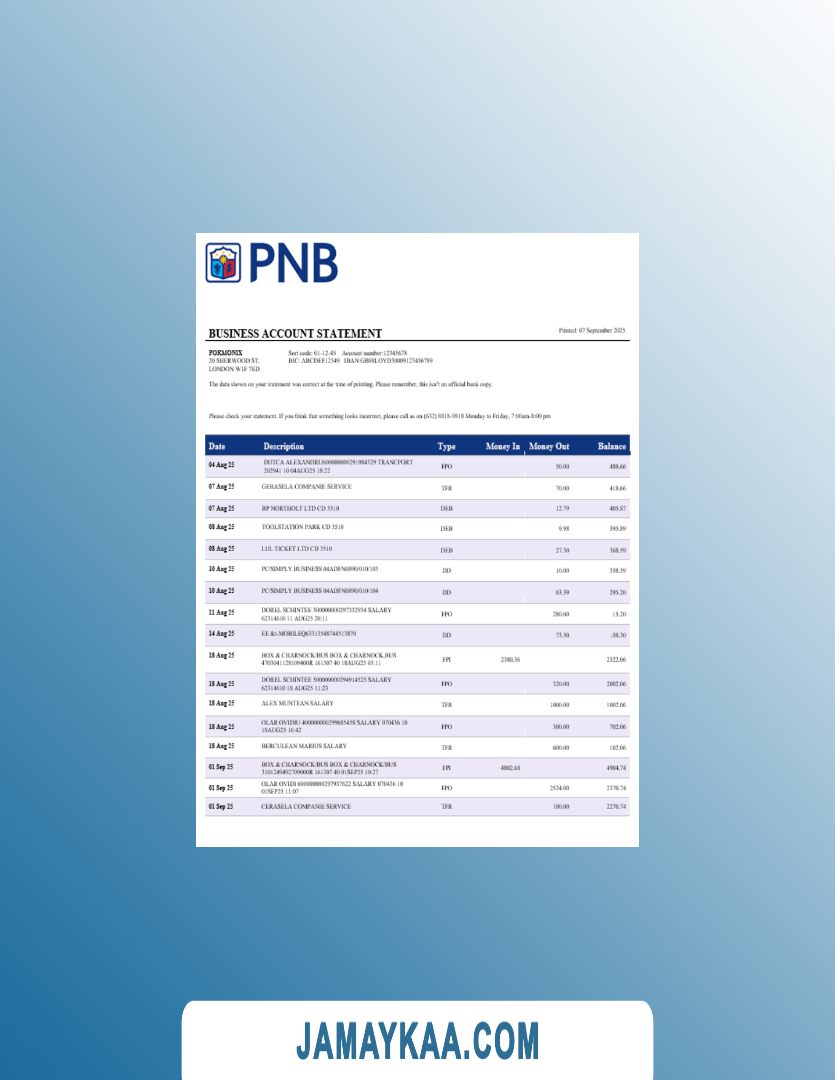 PNB
BUSINESS ACCOUNT STATEMENT
Printed: 07 September 2025
FORMONIX
20 SHERWOOD ST,
LONDON W1F 7ED
Sort code: 01-12-45 Account number:12345678
BIC: ABCDEF12349 IBAN:GB88LOYD30009123456789
The data shown on your statement was correct at the time of printing. Please remember, this isn't an official bank copy.
Please check your statement. If you think that something looks incorrect, please call us on (632) 8818-9818 Monday to Friday, 7:00am-8:00 pm
Date Description Type Money In Money Out Balance
04 Aug 25 DUTCA 291984329 TRANCPORT FPO 50.00 488.66
202941 10 04AUG25 18:22
07 Aug 25 GERASELA COMPANIE SERVICE TFR 70.00 418.66
07 Aug 25 BP NORTHOLT LTD CD 3510 DEB 12.79 405.87
08 Aug 25 TOOLSTATION PARK CD 3510 DEB 9.98 395.89
08 Aug 25 LUL TICKET LTD CD 3510 DEB 27.30 368.59
10 Aug 25 PC/SIMPLY BUSINESS 04ADFN6890/010/103 DD 10.00 358.59
10 Aug 25 PC/SIMPLY BUSINESS 04ADFN6890/010/104 DD 63.39 295.20
11 Aug 25 DOREL SCHINTEE 300000000297332934 SALARY FPO 280.00 15.20
62314610 11 AUG25 20:11
14 Aug 25 EE &t-MOBILE DD 73.50 -58.30
18 Aug 25 BOX & CHARNOCK/BUS BOX & CHARNOCK,BUS FPI 2380.36 2322.06
161307 40 18AUG25 03:11
18 Aug 25 DOREL SCHINTEE 500000000294914525 SALARY FPO 320.00 2002.06
62314610 18 AUG25 11:23
18 Aug 25 ALEX MUNTEAN SALARY TFR 1000.00 1002.06
18 Aug 25 OLAR OVIDIU 400000000299685458 SALARY 070436 10 FPO 300.00 702.06
18AUG25 16:42
18 Aug 25 BERCULEAN MARIUS SALARY TFR 600.00 102.06
01 Sep 25 BOX & CHARNOCK/BUS BOX & CHARNOCK/BUS FPI 4802.68 4904.74
3101249492709000R 161307 40 01SEP25 10:27
01 Sep 25 OLAR OVIDI 600000000297937622 SALARY 070436 10 FPO 2534.00 2370.74
01SEP25 11:07
01 Sep 25 CERASELA COMPANIE SERVICE TFR 100.00 2270.74
JAMAYKAA.COM